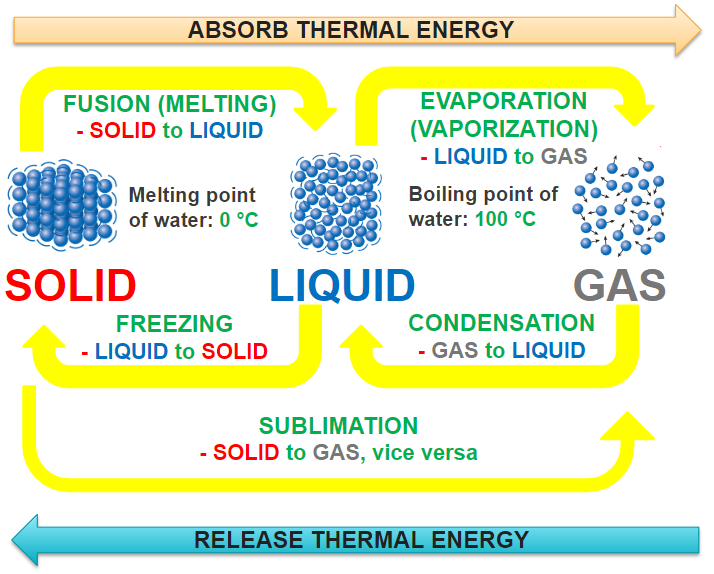 ABSORB THERMAL ENERGY
FUSION (MELTING)
- SOLID to LIQUID
EVAPORATION
(VAPORIZATION)
- LIQUID to GAS
Melting point
of water: 0 °C
Boiling point of
water: 100 °C
SOLID
LIQUID
GAS
FREEZING
- LIQUID to SOLID
CONDENSATION
- GAS to LIQUID
SUBLIMATION
- SOLID to GAS, vice versa
RELEASE THERMAL ENERGY